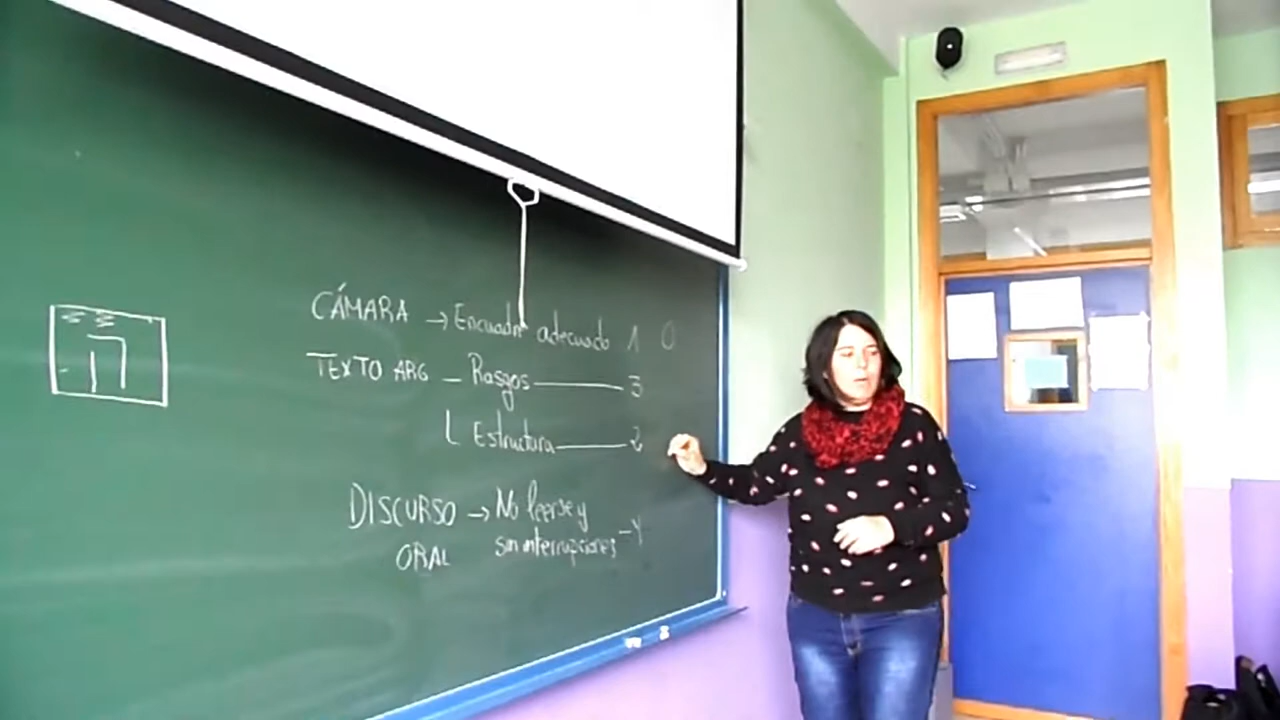 CÁMARA → Encuadre adecuado 1 0
TEXTO ARG — Rasgos — 3
L Estructura — 2
DISCURSO → No leerse y
ORAL sin interrupciones - 4